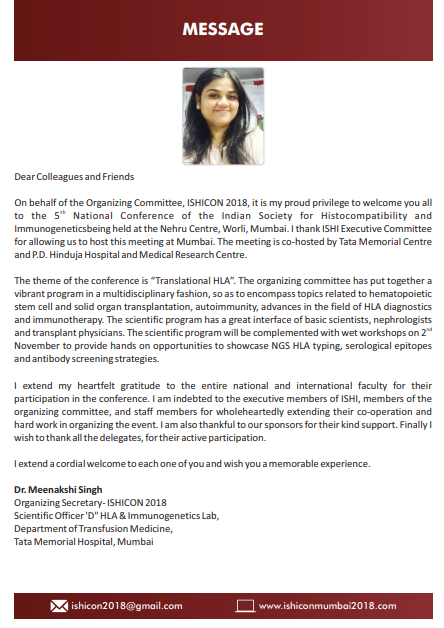 MESSAGE
Dear Colleagues and Friends
On behalf of the Organizing Committee, ISHICON 2018, it is my proud privilege to welcome you all
to the 5th National Conference of the Indian Society for Histocompatibility and
Immunogeneticsbeing held at the Nehru Centre, Worli, Mumbai. I thank ISHI Executive Committee
for allowing us to host this meeting at Mumbai. The meeting is co-hosted by Tata Memorial Centre
and P.D. Hinduja Hospital and Medical Research Centre.
The theme of the conference is “Translational HLA”. The organizing committee has put together a
vibrant program in a multidisciplinary fashion, so as to encompass topics related to hematopoietic
stem cell and solid organ transplantation, autoimmunity, advances in the field of HLA diagnostics
and immunotherapy. The scientific program has a great interface of basic scientists, nephrologists
and transplant physicians. The scientific program will be complemented with wet workshops on 2nd
November to provide hands on opportunities to showcase NGS HLA typing, serological epitopes
and antibody screening strategies.
I extend my heartfelt gratitude to the entire national and international faculty for their
participation in the conference. I am indebted to the executive members of ISHI, members of the
organizing committee, and staff members for wholeheartedly extending their co-operation and
hard work in organizing the event. I am also thankful to our sponsors for their kind support. Finally I
wish to thank all the delegates, for their active participation.
I extend a cordial welcome to each one of you and wish you a memorable experience.
Dr. Meenakshi Singh
Organizing Secretary- ISHICON 2018
Scientific Officer 'D" HLA & Immunogenetics Lab,
Department of Transfusion Medicine,
Tata Memorial Hospital, Mumbai
ishicon2018@gmail.com www.ishiconmumbai2018.com